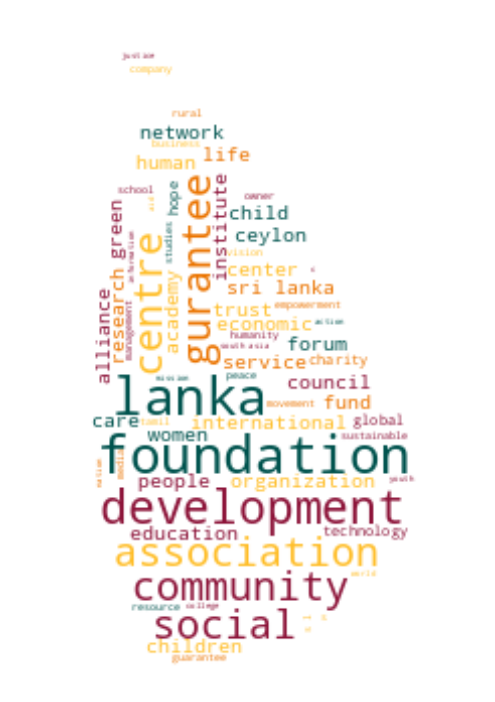 justice
company
rural
network
business
human
life
school
aid
hope
gurantee
institute
owner
green
child
studies
ceylon
information
centre
vision
center
academy
research
sri lanka
management
alliance
trust
empowerment
economic
action
humanity
forum
south asia
service
charity
mission
peace
council
lanka
movement
fund
care
tamil
international
global
women
sustainable
foundation
nation
media
people
organization
youth
development
education
technology
association
world
community
resource
college
social
children
guarantee